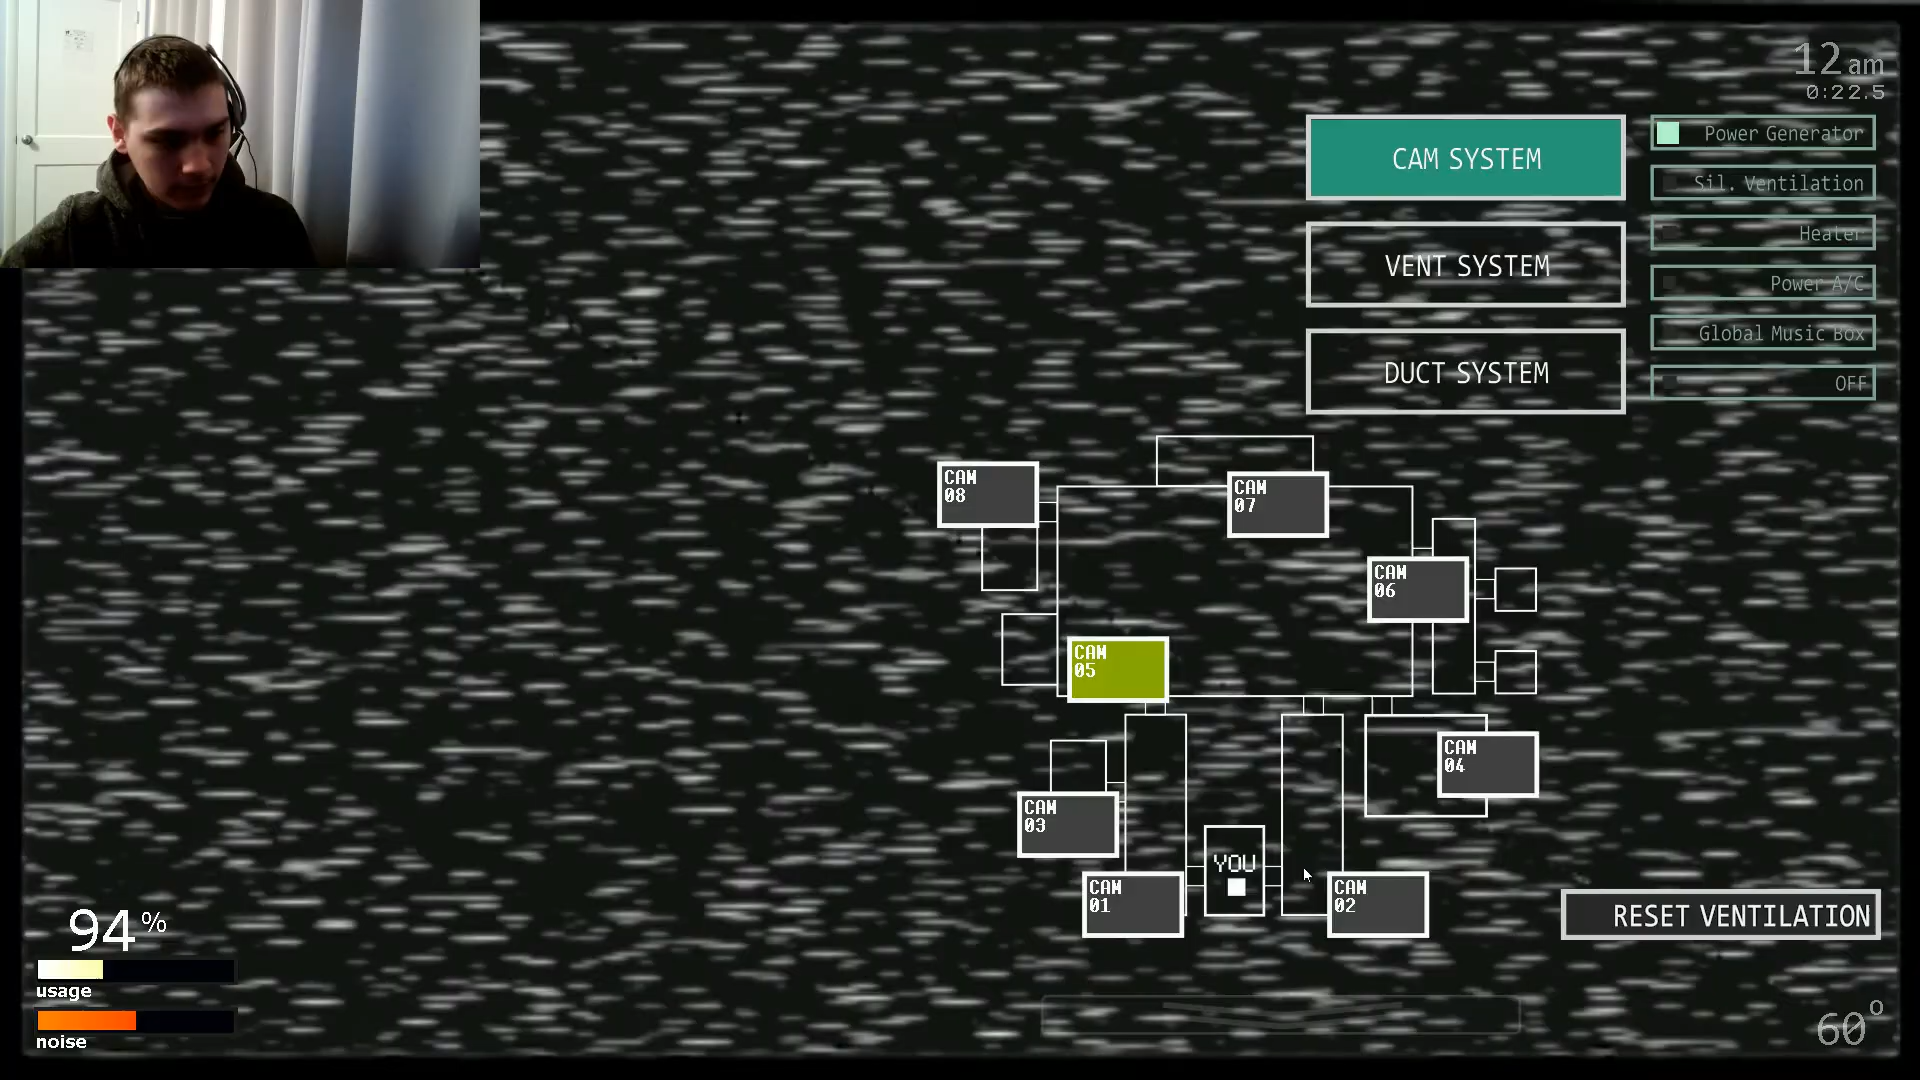 12 am
0:22.5
CAM SYSTEM
Power Generator
Sil. Ventilation
VENT SYSTEM
Heater
Power A/C
DUCT SYSTEM
Global Music Box
OFF
CAM
08
CAM
07
CAM
06
CAM
05
CAM
04
CAM
03
YOU
CAM
01
CAM
02
RESET VENTILATION
94 %
usage
noise
60°